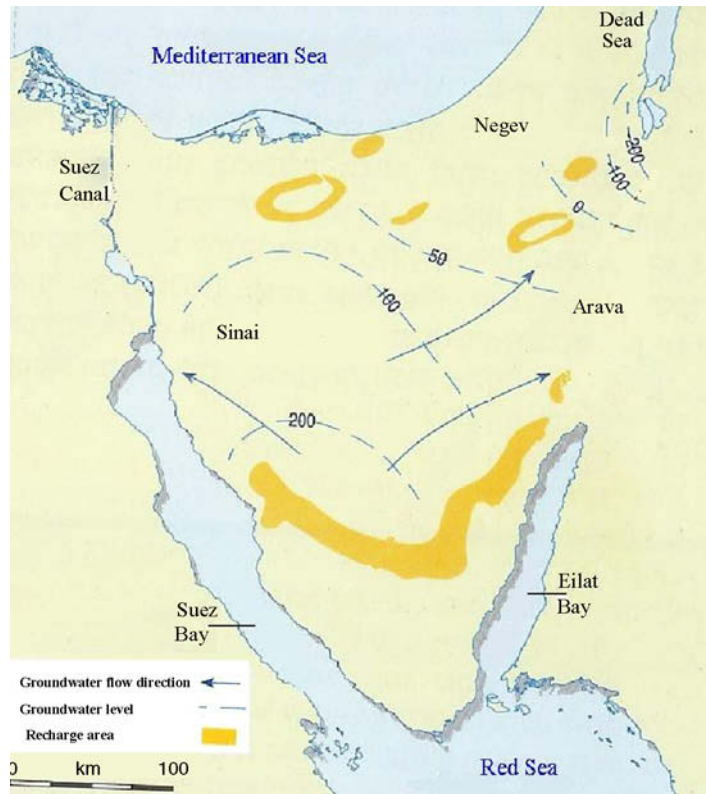 Dead
Sea
Mediterranean Sea
Negev
-200
-100
0
Suez
Canal
50
100
Arava
Sinai
200
Eilat
Bay
Suez
Bay
Groundwater flow direction
Groundwater level
Recharge area
0 km 100
Red Sea